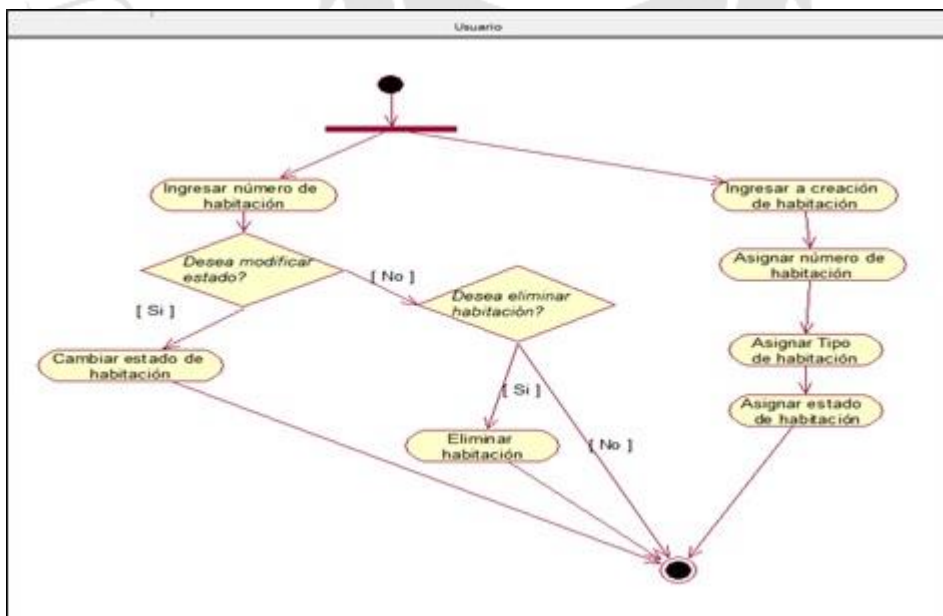 Usuario
Ingresar número de
habitación
Ingresar a creación
de habitación
Desea modificar
estado?
[ No ]
Asignar número de
habitación
Desea eliminar
habitación?
[ Si ]
Cambiar estado de
habitación
Asignar Tipo
de habitación
[ Si ]
Asignar estado
de habitación
Eliminar
habitación
[ No ]